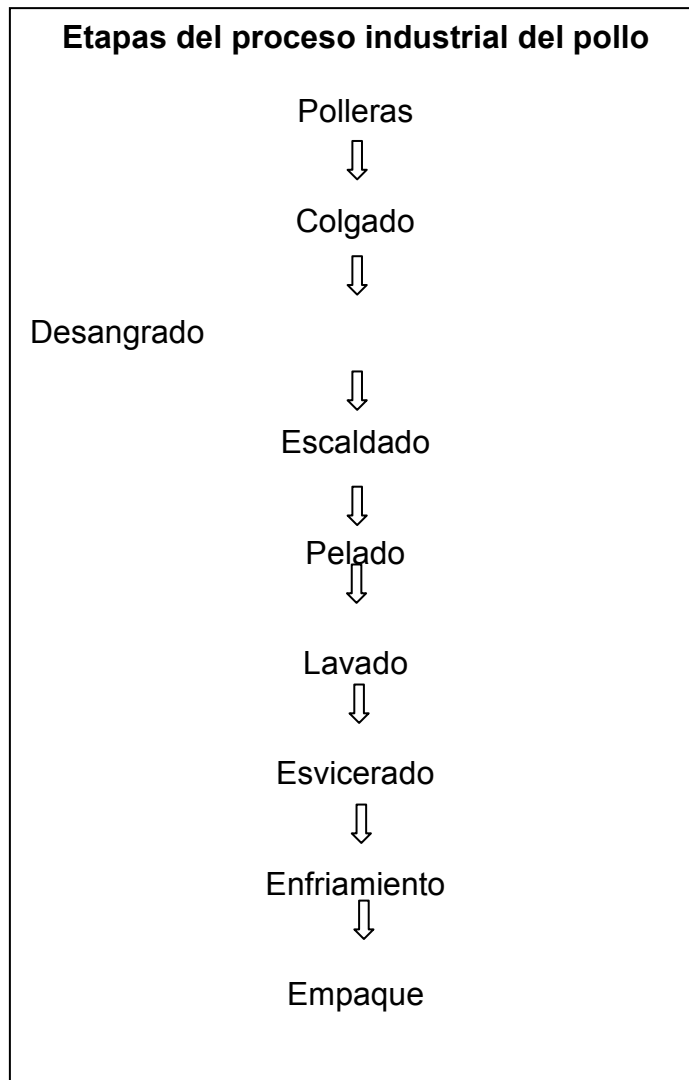 Etapas del proceso industrial del pollo
Polleras
Colgado
Desangrado
Escaldado
Pelado
Lavado
Esvicerado
Enfriamiento
Empaque